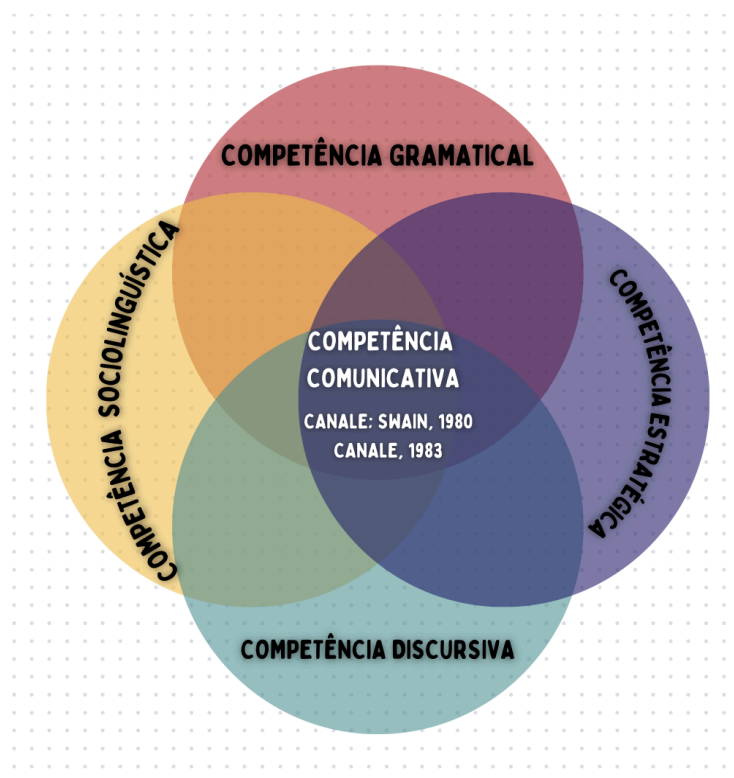 COMPETÊNCIA GRAMATICAL
COMPETÊNCIA SOCIOLINGUÍSTICA
COMPETÊNCIA
COMUNICATIVA
CANALE; SWAIN, 1980
CANALE, 1983
COMPETÊNCIA ESTRATÉGICA
COMPETÊNCIA DISCURSIVA